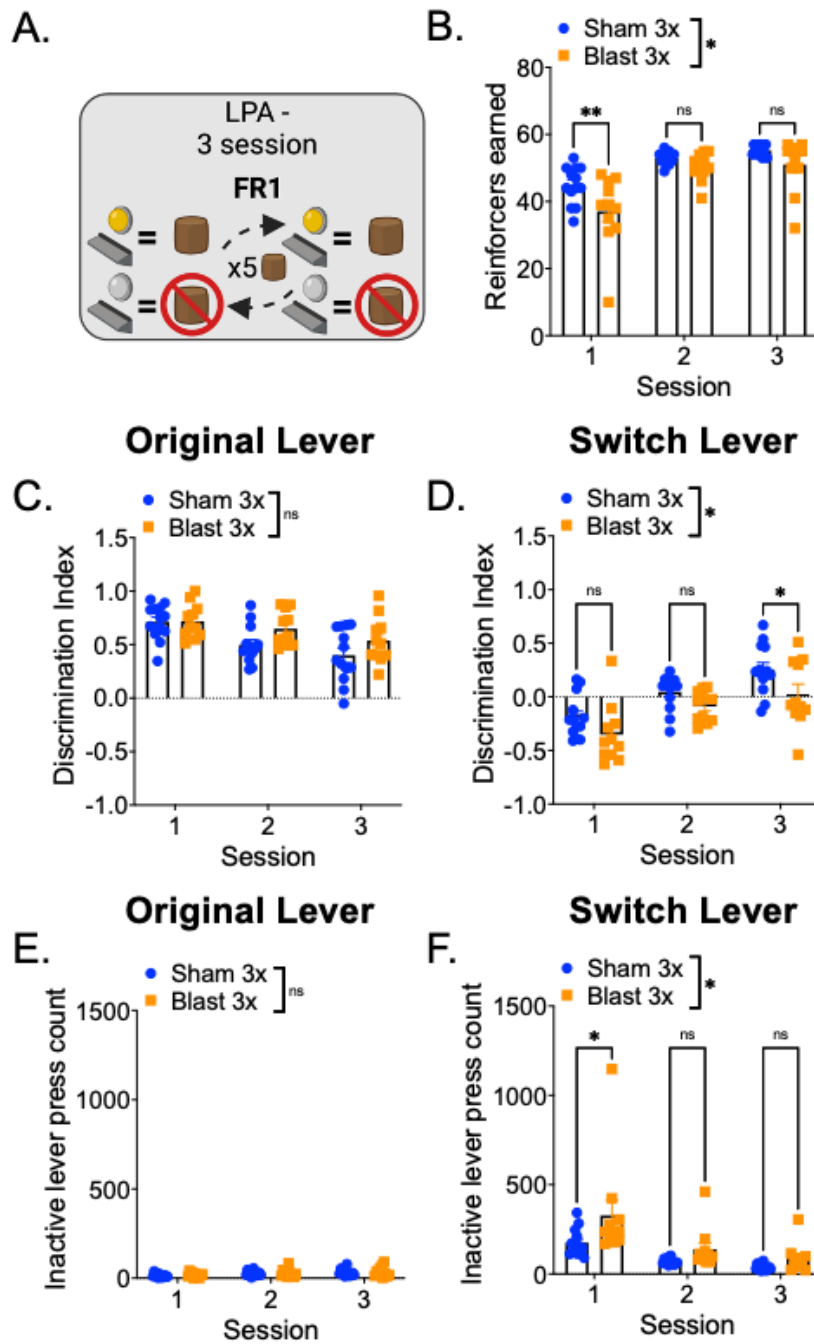 A.
LPA -
3 session
FR1
=
=
x5
=
=
B.
Sham 3x
Blast 3x
*
Reinforcers earned
80
60
40
20
0
**
ns
ns
1 2 3
Session
Original Lever
C.
Sham 3x
Blast 3x
ns
Discrimination Index
1.5
1.0
0.5
0.0
-0.5
-1.0
1 2 3
Session
Switch Lever
D.
Sham 3x
Blast 3x
*
Discrimination Index
1.5
1.0
0.5
0.0
-0.5
-1.0
ns
ns
*
1 2 3
Session
Original Lever
E.
Sham 3x
Blast 3x
ns
Inactive lever press count
1500
1000
500
0
1 2 3
Session
Switch Lever
F.
Sham 3x
Blast 3x
*
Inactive lever press count
1500
1000
500
0
*
ns
ns
1 2 3
Session